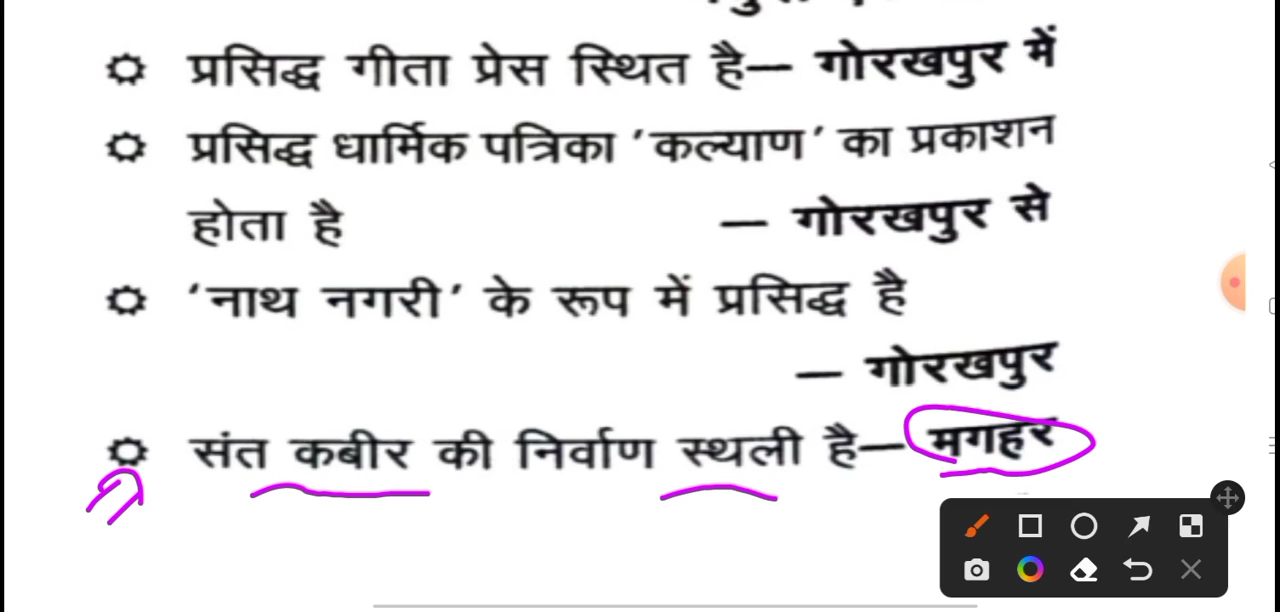 प्रसिद्ध गीता प्रेस स्थित है— गोरखपुर में
प्रसिद्ध धार्मिक पत्रिका ‘कल्याण’ का प्रकाशन
होता है — गोरखपुर से
‘नाथ नगरी’ के रूप में प्रसिद्ध है
— गोरखपुर
संत कबीर की निर्वाण स्थली है— मगहर